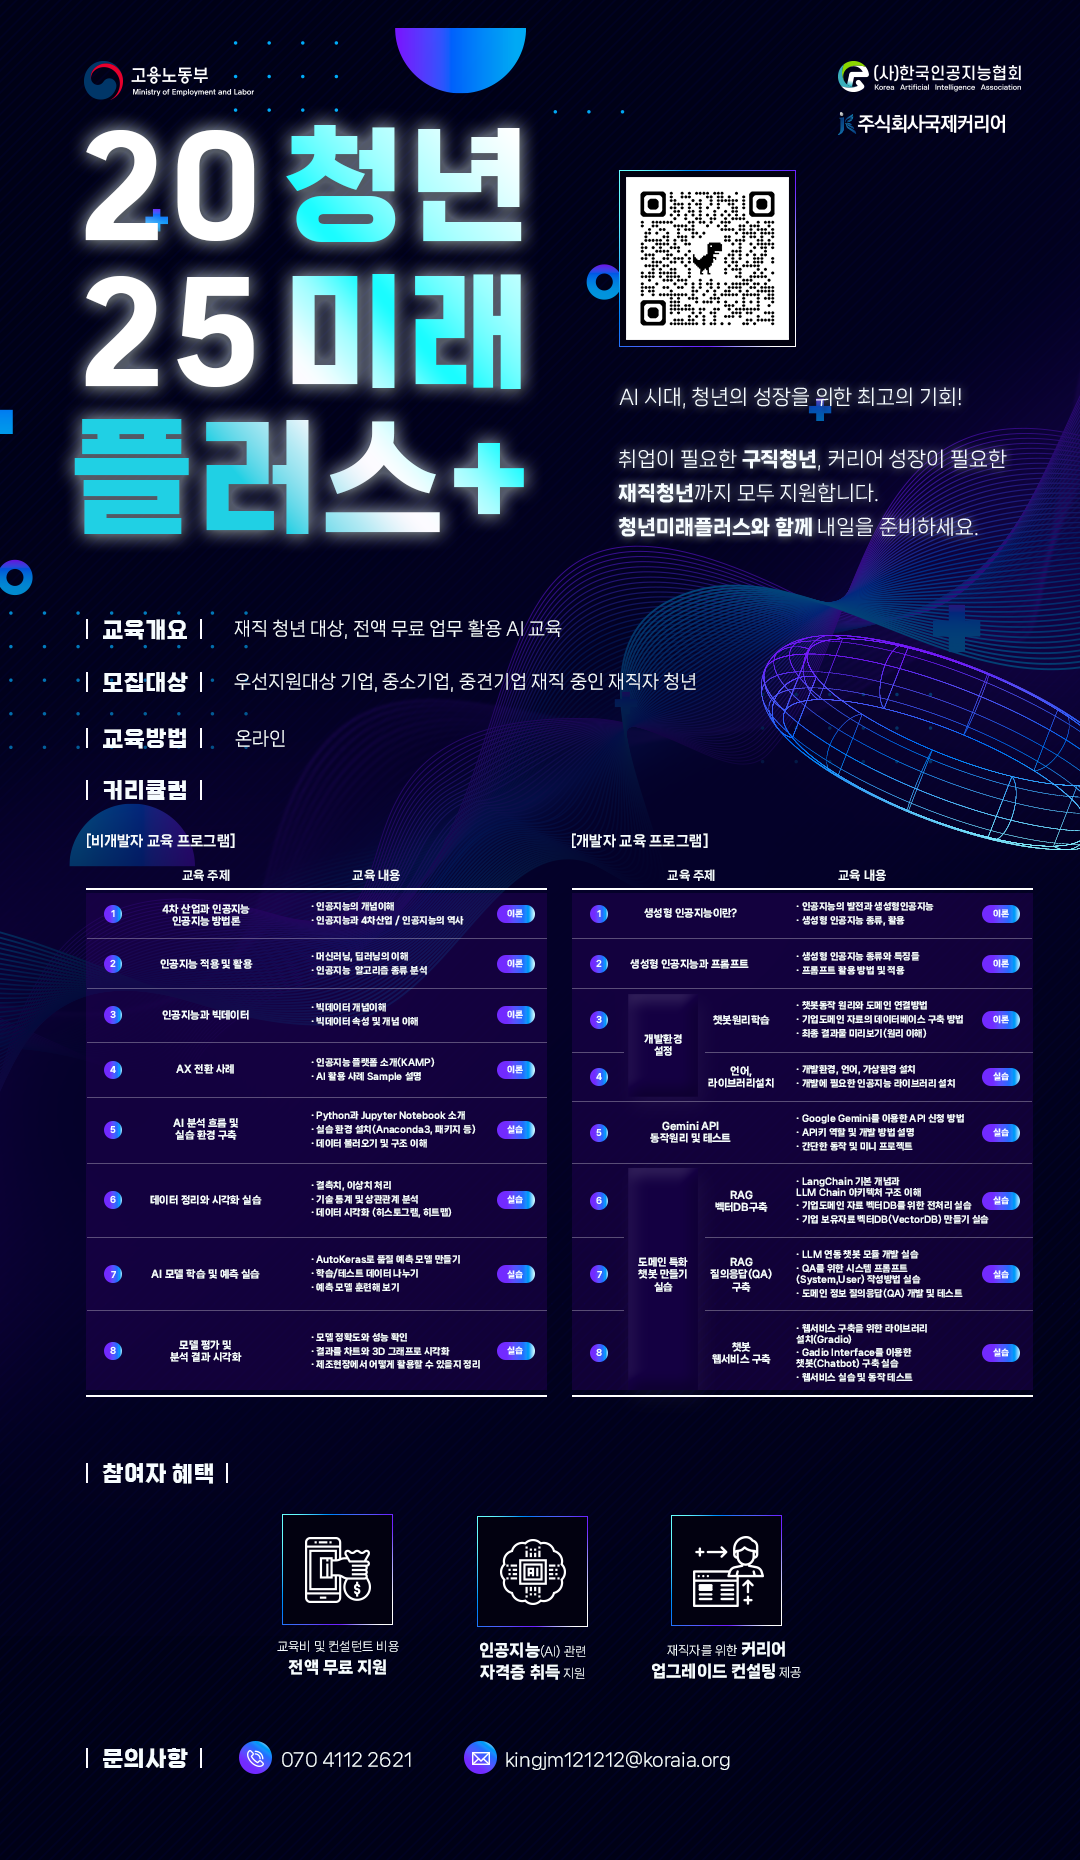 고용노동부
Ministry of Employment and Labor
(사)한국인공지능협회
Korea Artificial Intelligence Association
주식회사국제커리어
20 청년
25 미래
플러스+
AI 시대, 청년의 성장을 위한 최고의 기회!
취업이 필요한 구직청년, 커리어 성장이 필요한
재직청년까지 모두 지원합니다.
청년미래플러스와 함께 내일을 준비하세요.
교육개요
재직 청년 대상, 전액 무료 업무 활용 AI 교육
모집대상
우선지원대상 기업, 중소기업, 중견기업 재직 중인 재직자 청년
교육방법
온라인
커리큘럼
[비개발자 교육 프로그램]
교육 주제
교육 내용
1
4차 산업과 인공지능
인공지능 방법론
· 인공지능의 개념이해
· 인공지능과 4차산업 / 인공지능의 역사
이론
2
인공지능 적용 및 활용
· 머신러닝, 딥러닝의 이해
· 인공지능 알고리즘 종류 분석
이론
3
인공지능과 빅데이터
· 빅데이터 개념이해
· 빅데이터 속성 및 개념 이해
이론
4
AX 전환 사례
· 인공지능 플랫폼 소개(KAMP)
· AI 활용 사례 Sample 설명
이론
5
AI 분석 흐름 및
실습 환경 구축
· Python과 Jupyter Notebook 소개
· 실습 환경 설치(Anaconda3, 패키지 등)
· 데이터 불러오기 및 구조 이해
실습
6
데이터 정리와 시각화 실습
· 결측치, 이상치 처리
· 기술 통계 및 상관관계 분석
· 데이터 시각화 (히스토그램, 히트맵)
실습
7
AI 모델 학습 및 예측 실습
· AutoKeras로 품질 예측 모델 만들기
· 학습/테스트 데이터 나누기
· 예측 모델 훈련해 보기
실습
8
모델 평가 및
분석 결과 시각화
· 모델 정확도와 성능 확인
· 결과를 차트와 3D 그래프로 시각화
· 제조현장에서 어떻게 활용할 수 있을지 정리
실습
[개발자 교육 프로그램]
교육 주제
교육 내용
1
생성형 인공지능이란?
· 인공지능의 발전과 생성형인공지능
· 생성형 인공지능 종류, 활용
이론
2
생성형 인공지능과 프롬프트
· 생성형 인공지능 종류와 특징들
· 프롬프트 활용 방법 및 적용
이론
개발환경
설정
3
챗봇원리학습
· 챗봇동작 원리와 도메인 연결방법
· 기업도메인 자료의 데이터베이스 구축 방법
· 최종 결과물 미리보기(원리 이해)
이론
4
언어,
라이브러리설치
· 개발환경, 언어, 가상환경 설치
· 개발에 필요한 인공지능 라이브러리 설치
실습
5
Gemini API
동작원리 및 테스트
· Google Gemini를 이용한 API 신청 방법
· API키 역할 및 개발 방법 설명
· 간단한 동작 및 미니 프로젝트
실습
도메인 특화
챗봇 만들기
실습
6
RAG
벡터DB구축
· LangChain 기본 개념과
LLM Chain 아키텍처 구조 이해
· 기업도메인 자료 벡터DB를 위한 전처리 실습
· 기업 보유자료 벡터DB(VectorDB) 만들기 실습
실습
7
RAG
질의응답(QA)
구축
· LLM 연동 챗봇 모듈 개발 실습
· QA를 위한 시스템 프롬프트
(System,User) 작성방법 실습
· 도메인 정보 질의응답(QA) 개발 및 테스트
실습
8
챗봇
웹서비스 구축
· 웹서비스 구축을 위한 라이브러리
설치(Gradio)
· Gadio Interface를 이용한
챗봇(Chatbot) 구축 실습
· 웹서비스 실습 및 동작 테스트
실습
참여자 혜택
AI
교육비 및 컨설턴트 비용
전액 무료 지원
인공지능(AI) 관련
자격증 취득 지원
재직자를 위한 커리어
업그레이드 컨설팅 제공
문의사항
070 4112 2621
kingjm121212@koraia.org